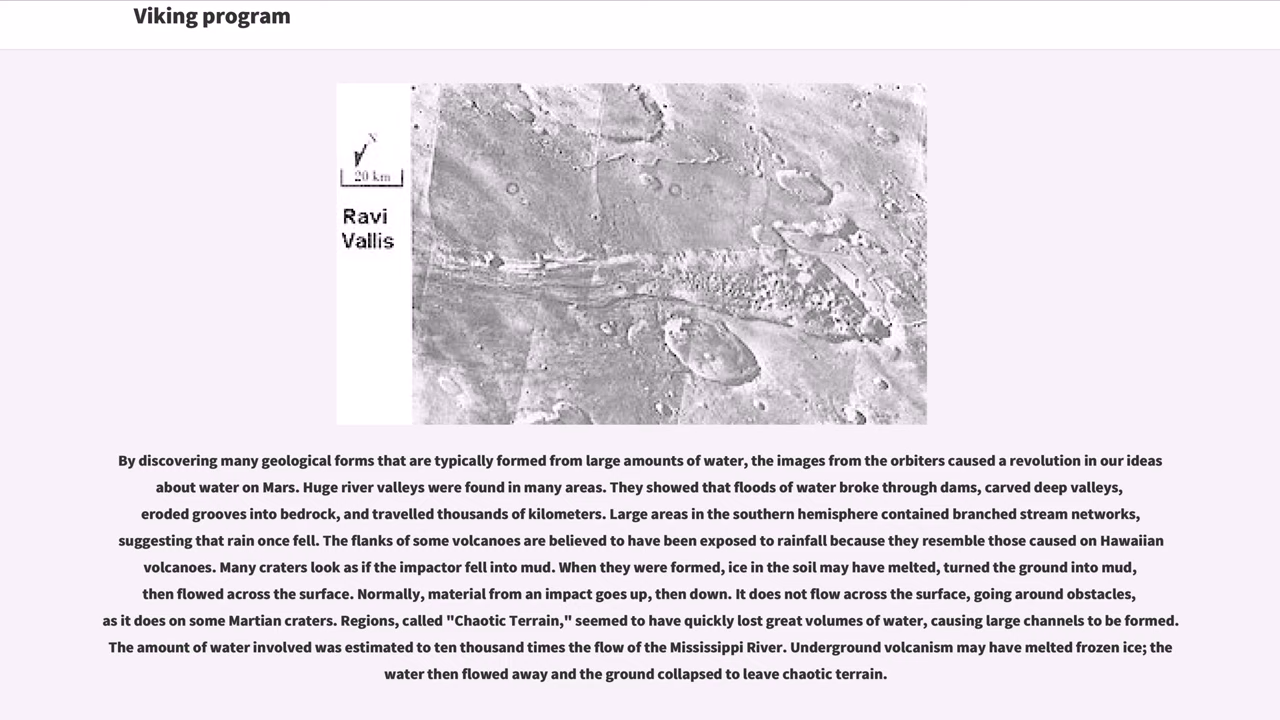 Viking program
N
20 km
Ravi
Vallis
By discovering many geological forms that are typically formed from large amounts of water, the images from the orbiters caused a revolution in our ideas
about water on Mars. Huge river valleys were found in many areas. They showed that floods of water broke through dams, carved deep valleys,
eroded grooves into bedrock, and travelled thousands of kilometers. Large areas in the southern hemisphere contained branched stream networks,
suggesting that rain once fell. The flanks of some volcanoes are believed to have been exposed to rainfall because they resemble those caused on Hawaiian
volcanoes. Many craters look as if the impactor fell into mud. When they were formed, ice in the soil may have melted, turned the ground into mud,
then flowed across the surface. Normally, material from an impact goes up, then down. It does not flow across the surface, going around obstacles,
as it does on some Martian craters. Regions, called "Chaotic Terrain," seemed to have quickly lost great volumes of water, causing large channels to be formed.
The amount of water involved was estimated to ten thousand times the flow of the Mississippi River. Underground volcanism may have melted frozen ice; the
water then flowed away and the ground collapsed to leave chaotic terrain.